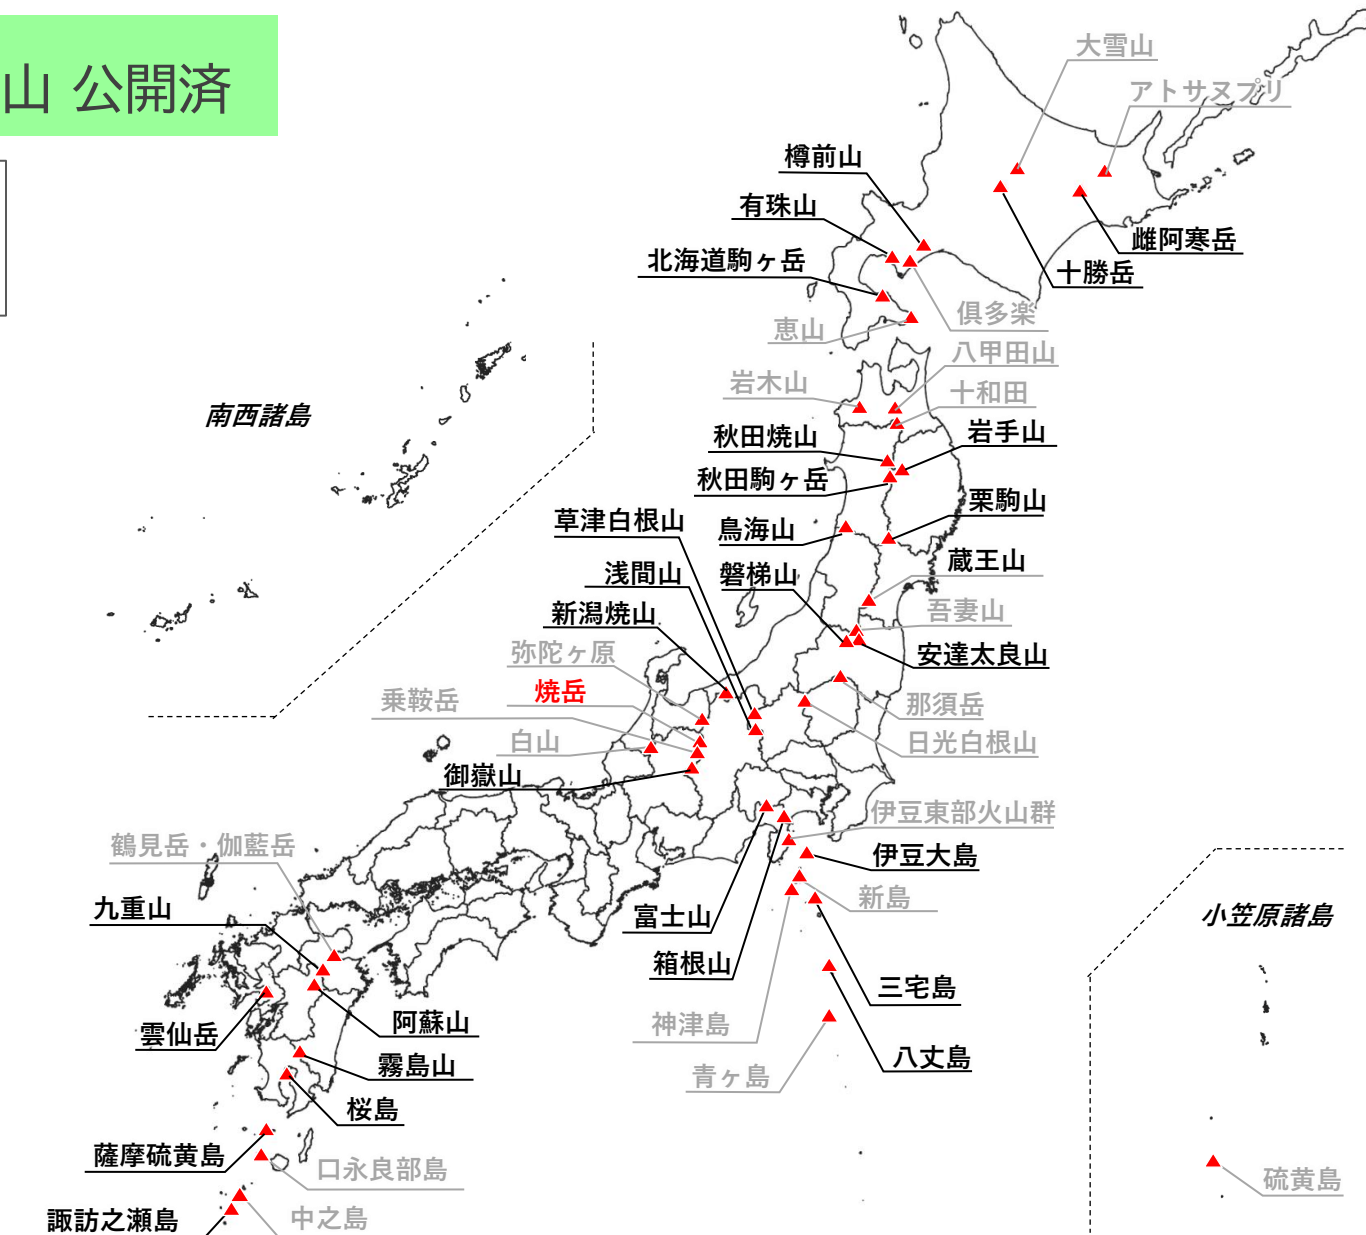 山 公開済
大雪山
アトサヌプリ
樽前山
有珠山
雌阿寒岳
北海道駒ヶ岳
十勝岳
倶多楽
恵山
八甲田山
岩木山
十和田
南西諸島
秋田焼山
岩手山
秋田駒ヶ岳
栗駒山
草津白根山
鳥海山
蔵王山
浅間山
磐梯山
新潟焼山
吾妻山
弥陀ヶ原
安達太良山
焼岳
乗鞍岳
那須岳
白山
日光白根山
御嶽山
伊豆東部火山群
鶴見岳・伽藍岳
伊豆大島
新島
九重山
富士山
小笠原諸島
箱根山
三宅島
雲仙岳
阿蘇山
神津島
霧島山
八丈島
青ヶ島
桜島
薩摩硫黄島
口永良部島
硫黄島
諏訪之瀬島
中之島